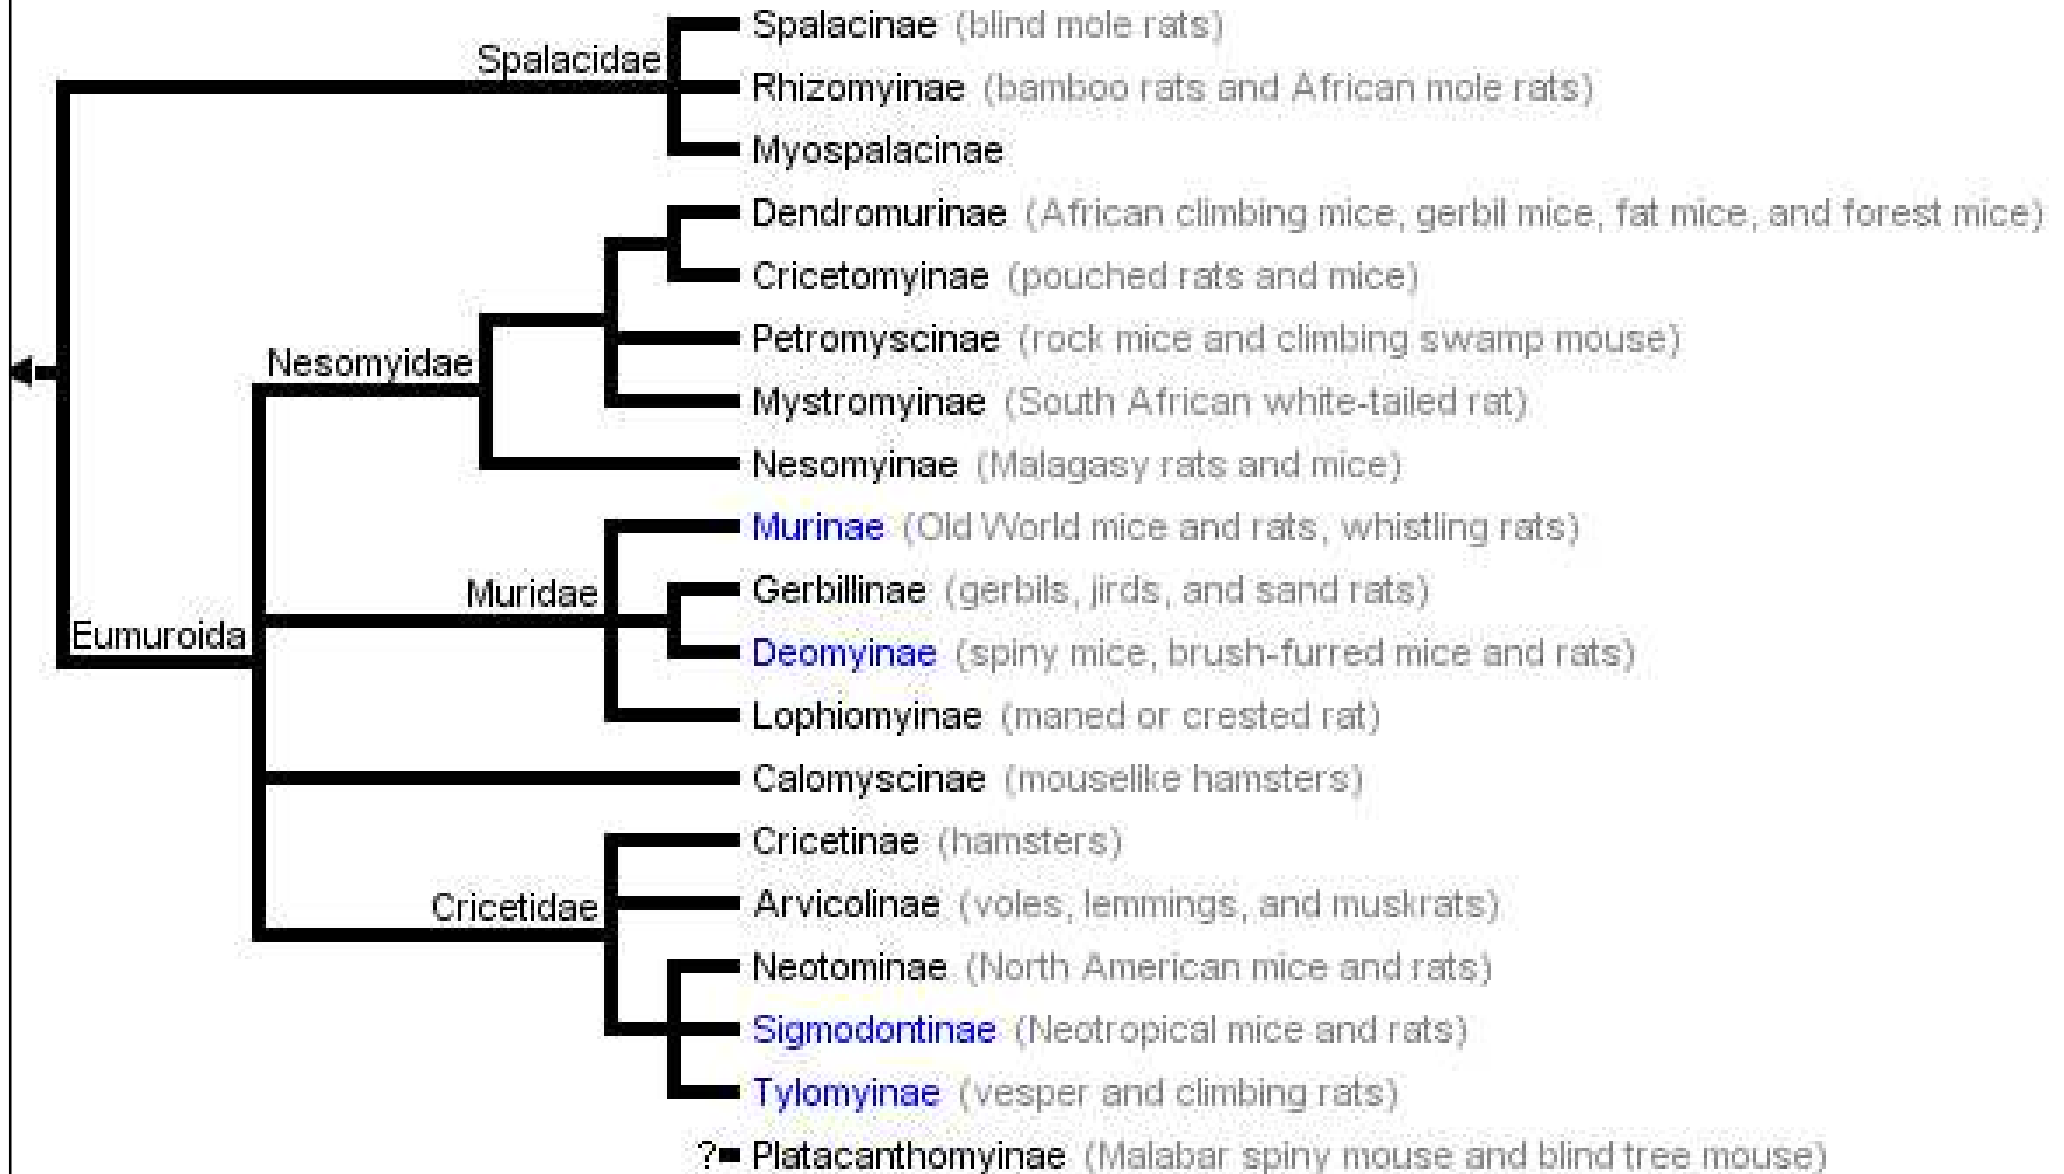 Spalacinae (blind mole rats)
Spalacidae
Rhizomyinae (bamboo rats and African mole rats)
Myospalacinae
Dendromurinae (African climbing mice, gerbil mice, fat mice, and forest mice)
Cricetomyinae (pouched rats and mice)
Petromyscinae (rock mice and climbing swamp mouse)
Nesomyidae
Mystromyinae (South African white-tailed rat)
Nesomyinae (Malagasy rats and mice)
Murinae (Old World mice and rats, whistling rats)
Muridae
Gerbillinae (gerbils, jirds, and sand rats)
Eumuroida
Deomyinae (spiny mice, brush-furred mice and rats)
Lophiomyinae (maned or crested rat)
Calomyscinae (mouselike hamsters)
Cricetinae (hamsters)
Cricetidae
Arvicolinae (voles, lemmings, and muskrats)
Neotominae (North American mice and rats)
Sigmodontinae (Neotropical mice and rats)
Tylomyinae (vesper and climbing rats)
? Platacanthomyinae (Malabar spiny mouse and blind tree mouse)